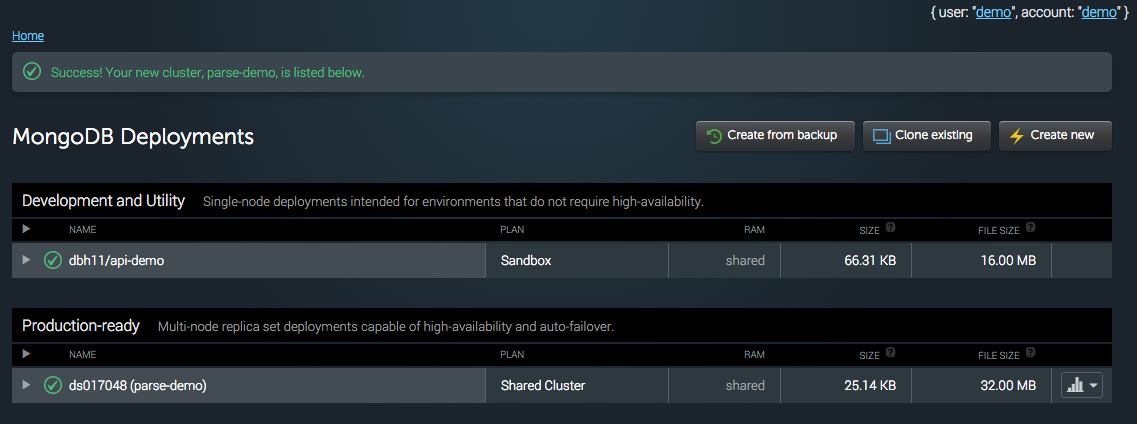 { user: "demo", account: "demo" }
Home
Success! Your new cluster, parse-demo, is listed below.
MongoDB Deployments
Create from backup
Clone existing
Create new
Development and Utility Single-node deployments intended for environments that do not require high-availability.
NAME PLAN RAM SIZE ? FILE SIZE ?
dbh11/api-demo Sandbox shared 66.31 KB 16.00 MB
Production-ready Multi-node replica set deployments capable of high-availability and auto-failover.
NAME PLAN RAM SIZE ? FILE SIZE ?
ds017048 (parse-demo) Shared Cluster shared 25.14 KB 32.00 MB